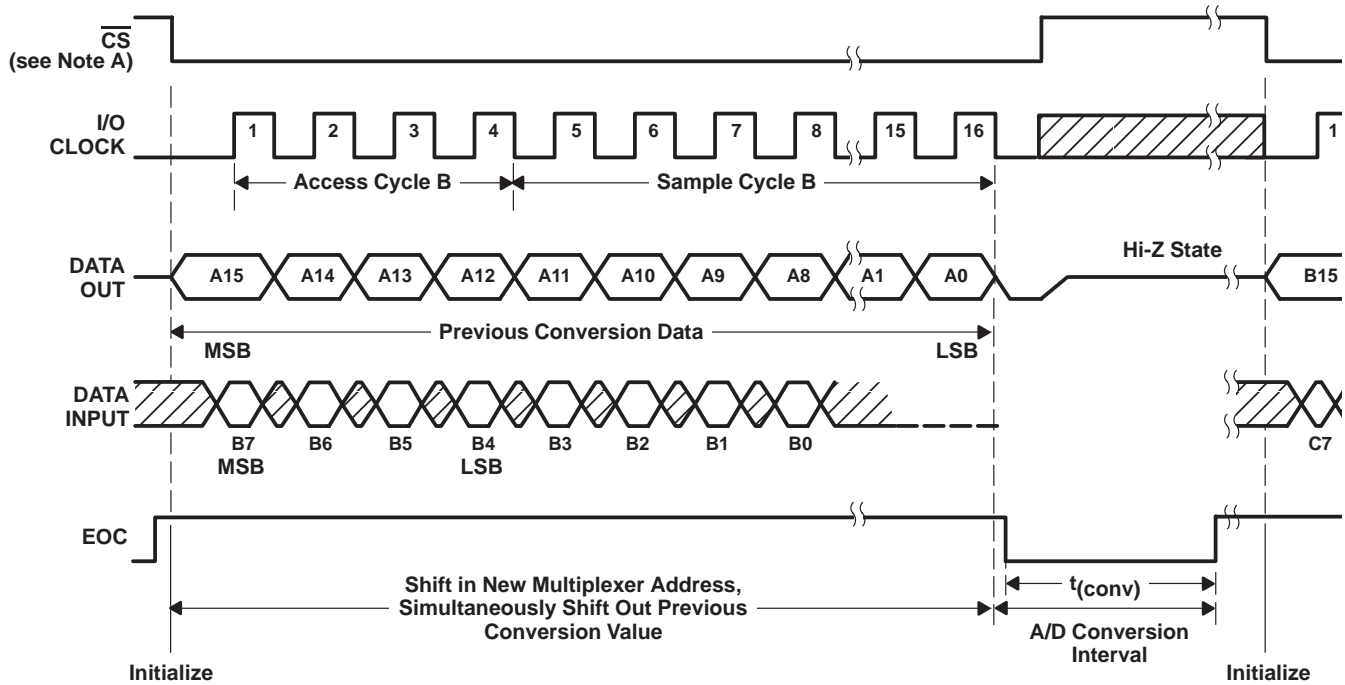 CS
(see Note A)
I/O
CLOCK
1 2 3 4 5 6 7 8 15 16 1
Access Cycle B Sample Cycle B
Hi-Z State
DATA
OUT
A15 A14 A13 A12 A11 A10 A9 A8 A1 A0 B15
Previous Conversion Data
MSB LSB
DATA
INPUT
B7 B6 B5 B4 B3 B2 B1 B0 C7
MSB LSB
EOC
Shift in New Multiplexer Address,
Simultaneously Shift Out Previous
Conversion Value
t(conv)
A/D Conversion
Interval
Initialize Initialize